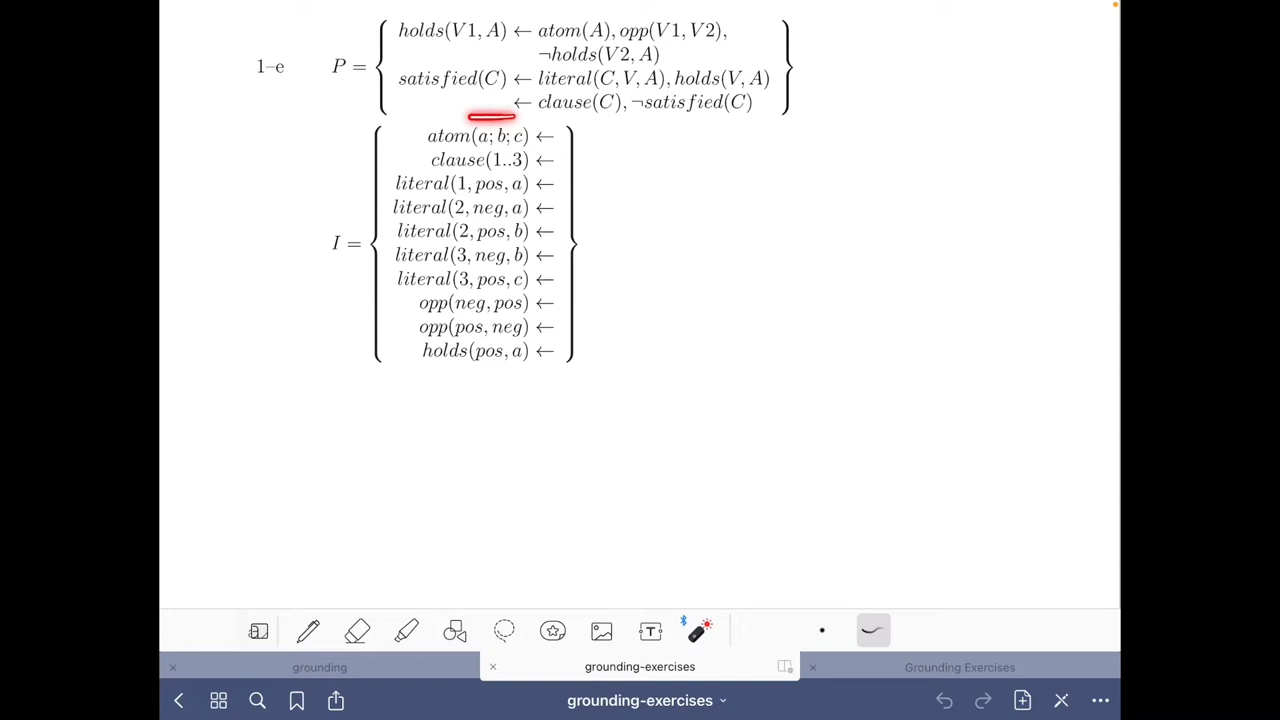 holds(V1, A) ← atom(A), opp(V1, V2),
¬holds(V2, A)
1–e P =
satisfied(C) ← literal(C, V, A), holds(V, A)
← clause(C), ¬satisfied(C)
atom(a; b; c) ←
clause(1..3) ←
literal(1, pos, a) ←
literal(2, neg, a) ←
literal(2, pos, b) ←
I =
literal(3, neg, b) ←
literal(3, pos, c) ←
opp(neg, pos) ←
opp(pos, neg) ←
holds(pos, a) ←
grounding
grounding-exercises
Grounding Exercises
grounding-exercises